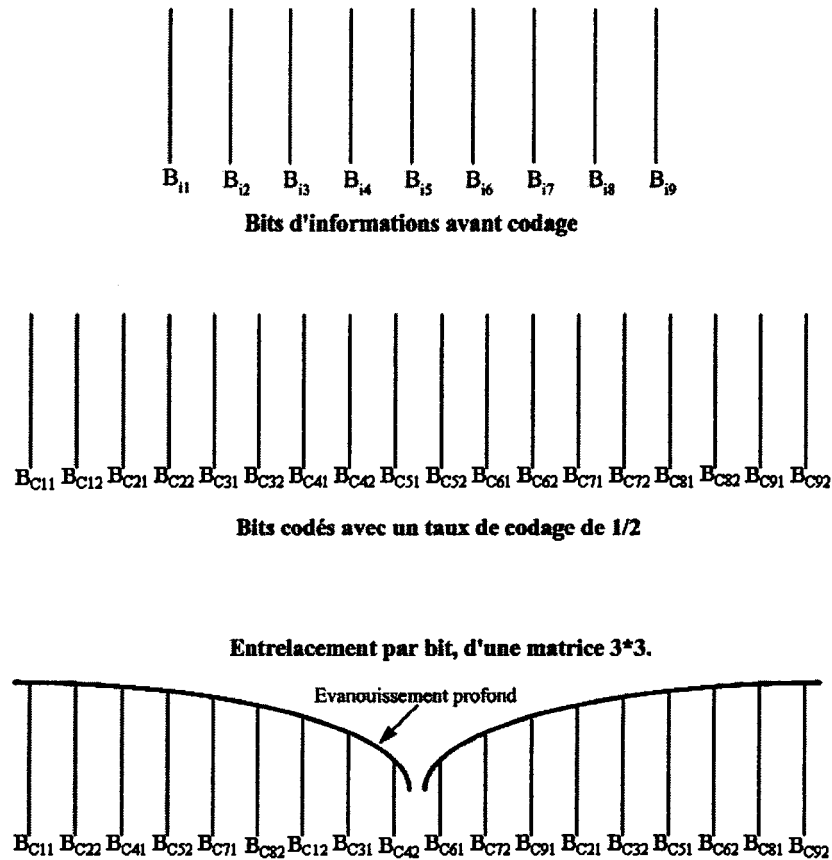 B_i1 B_i2 B_i3 B_i4 B_i5 B_i6 B_i7 B_i8 B_i9
Bits d'informations avant codage
B_C11 B_C12 B_C21 B_C22 B_C31 B_C32 B_C41 B_C42 B_C51 B_C52 B_C61 B_C62 B_C71 B_C72 B_C81 B_C82 B_C91 B_C92
Bits codés avec un taux de codage de 1/2
Entrelacement par bit, d'une matrice 3*3.
Evanouissement profond
B_C11 B_C22 B_C41 B_C52 B_C71 B_C82 B_C12 B_C31 B_C42 B_C61 B_C72 B_C91 B_C21 B_C32 B_C51 B_C62 B_C81 B_C92